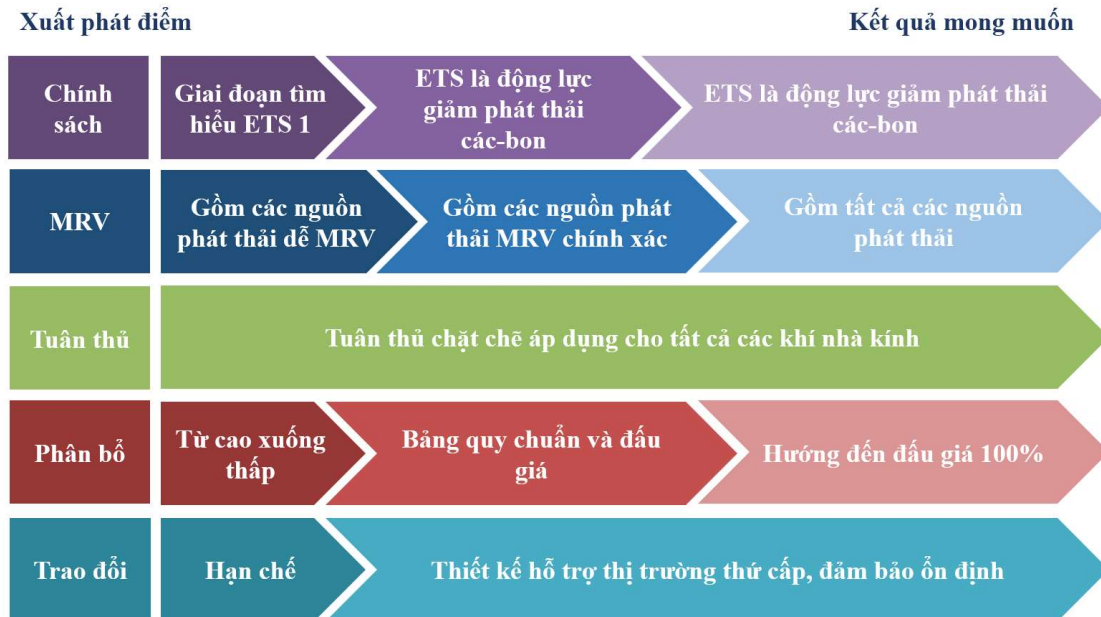 Xuất phát điểm
Kết quả mong muốn
Chính
sách
Giai đoạn tìm
hiểu ETS 1
ETS là động lực
giảm phát thải
các-bon
ETS là động lực giảm phát thải
các-bon
MRV
Gồm các nguồn
phát thải dễ MRV
Gồm các nguồn phát
thải MRV chính xác
Gồm tất cả các nguồn
phát thải
Tuân thủ
Tuân thủ chặt chẽ áp dụng cho tất cả các khí nhà kính
Phân bổ
Từ cao xuống
thấp
Bảng quy chuẩn và đấu
giá
Hướng đến đấu giá 100%
Trao đổi
Hạn chế
Thiết kế hỗ trợ thị trường thứ cấp, đảm bảo ổn định